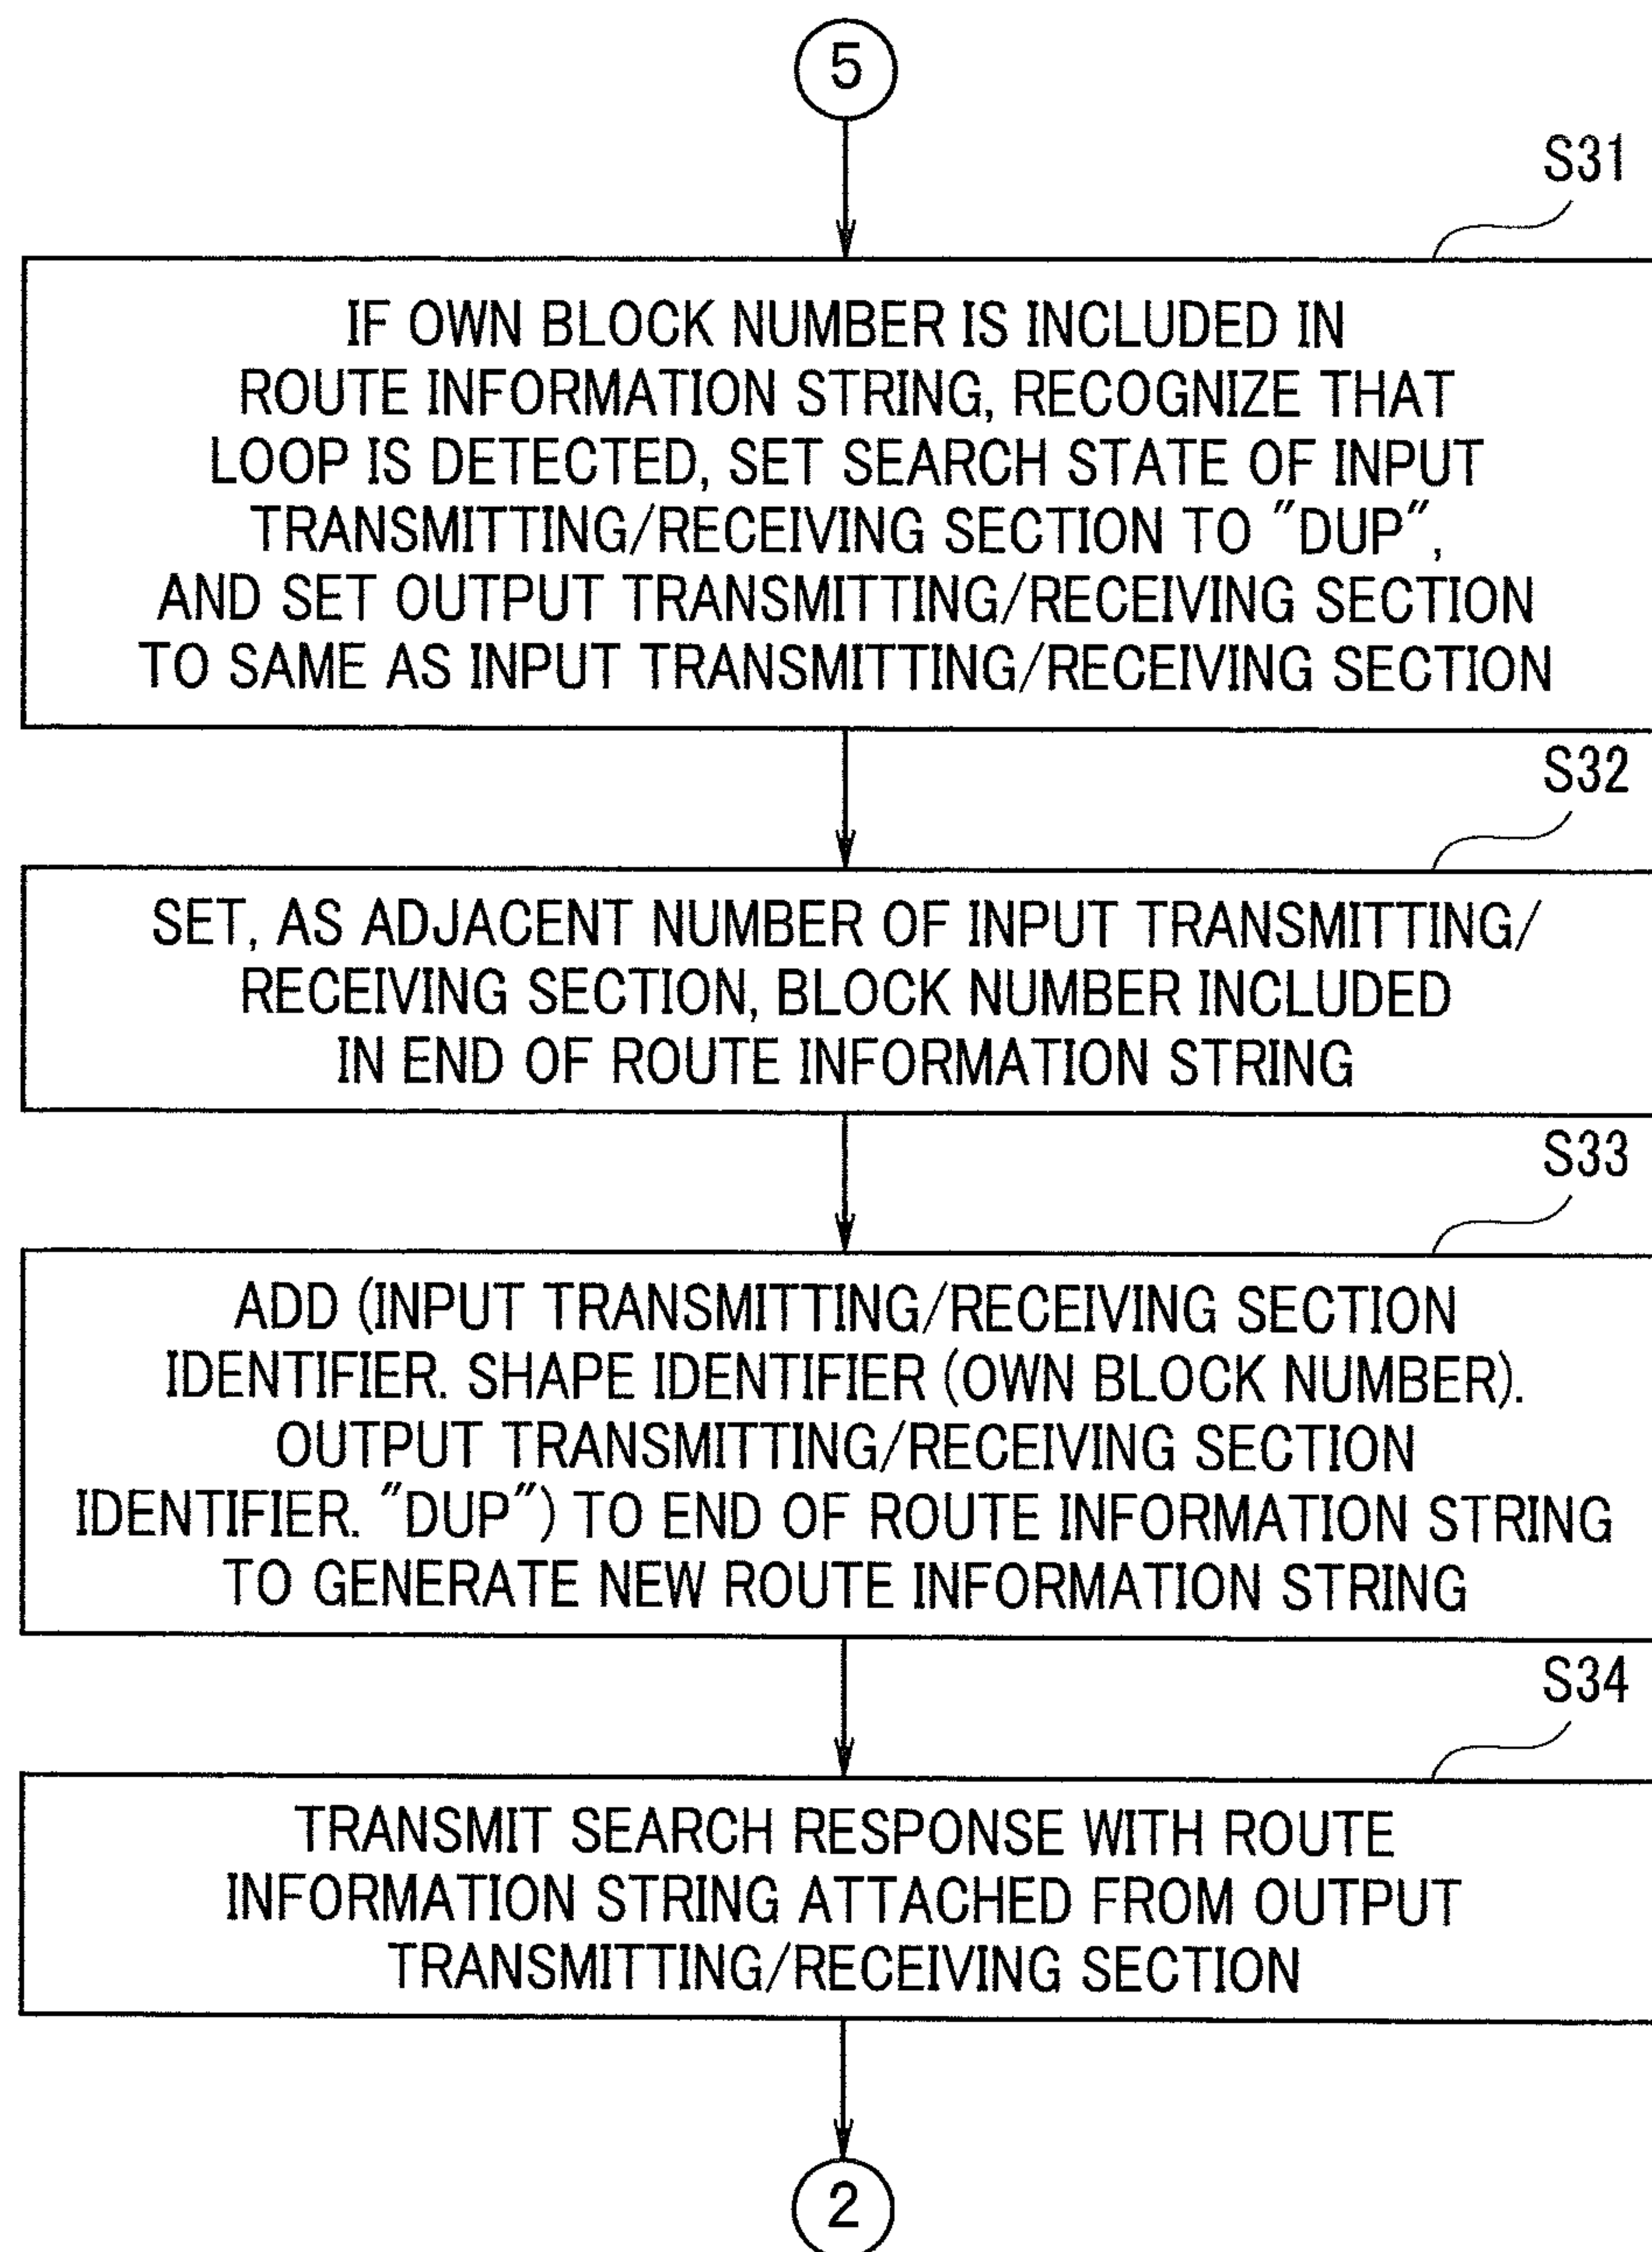 5
S31
IF OWN BLOCK NUMBER IS INCLUDED IN
ROUTE INFORMATION STRING, RECOGNIZE THAT
LOOP IS DETECTED, SET SEARCH STATE OF INPUT
TRANSMITTING/RECEIVING SECTION TO "DUP",
AND SET OUTPUT TRANSMITTING/RECEIVING SECTION
TO SAME AS INPUT TRANSMITTING/RECEIVING SECTION
S32
SET, AS ADJACENT NUMBER OF INPUT TRANSMITTING/
RECEIVING SECTION, BLOCK NUMBER INCLUDED
IN END OF ROUTE INFORMATION STRING
S33
ADD (INPUT TRANSMITTING/RECEIVING SECTION
IDENTIFIER. SHAPE IDENTIFIER (OWN BLOCK NUMBER).
OUTPUT TRANSMITTING/RECEIVING SECTION
IDENTIFIER. "DUP") TO END OF ROUTE INFORMATION STRING
TO GENERATE NEW ROUTE INFORMATION STRING
S34
TRANSMIT SEARCH RESPONSE WITH ROUTE
INFORMATION STRING ATTACHED FROM OUTPUT
TRANSMITTING/RECEIVING SECTION
2